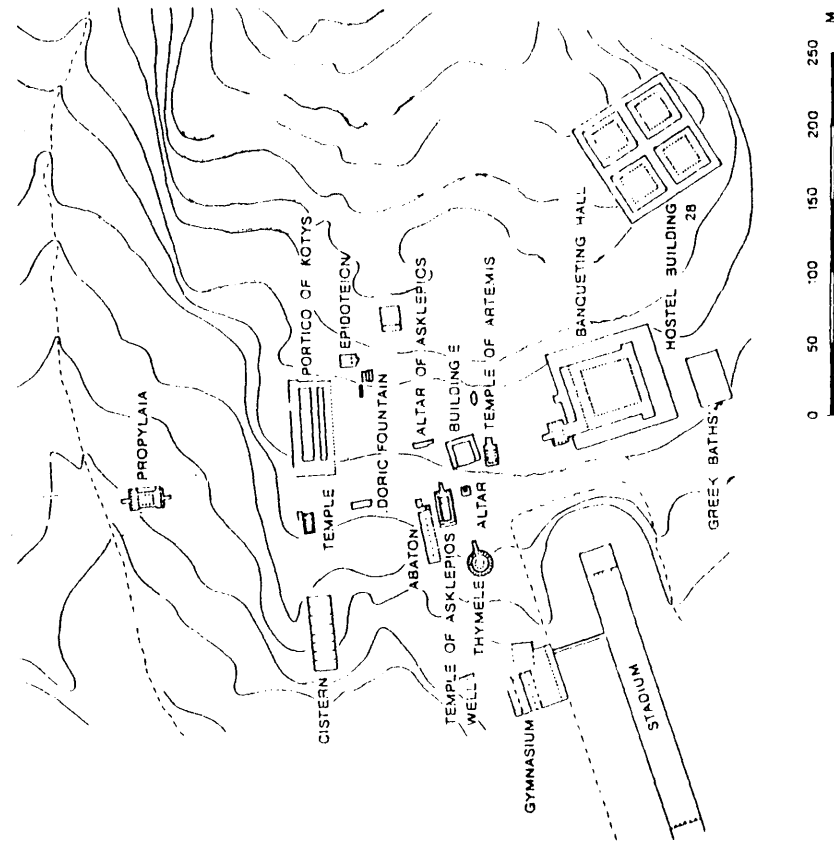 PROPYLAIA
PORTICO OF KOTYS
EPIDOTEION
TEMPLE
DORIC FOUNTAIN
CISTERN
ABATON
ALTAR OF ASKLEPIOS
BUILDING E
TEMPLE OF ARTEMIS
TEMPLE OF ASKLEPIOS
WELL
THYMELE
ALTAR
GYMNASIUM
STADIUM
BANQUETING HALL
HOSTEL BUILDING
28
GREEK BATHS
0 50 100 150 200 250 M